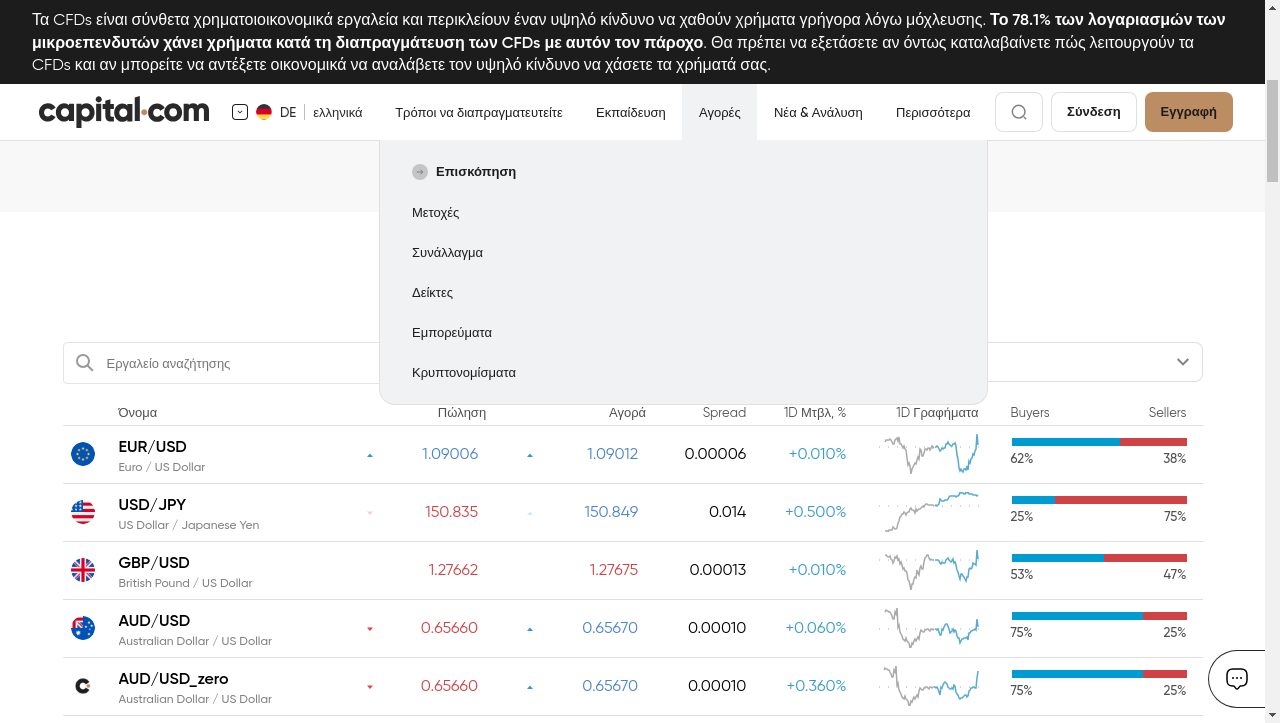 Τα CFDs είναι σύνθετα χρηματοιοικονομικά εργαλεία και περικλείουν έναν υψηλό κίνδυνο να χαθούν χρήματα γρήγορα λόγω μόχλευσης. Το 78.1% των λογαριασμών των
μικροεπενδυτών χάνει χρήματα κατά τη διαπραγμάτευση των CFDs με αυτόν τον πάροχο. Θα πρέπει να εξετάσετε αν όντως καταλαβαίνετε πώς λειτουργούν τα
CFDs και αν μπορείτε να αντέξετε οικονομικά να αναλάβετε τον υψηλό κίνδυνο να χάσετε τα χρήματά σας.
capital.com DE ελληνικά Τρόποι να διαπραγματευτείτε Εκπαίδευση Αγορές Νέα & Ανάλυση Περισσότερα Σύνδεση Εγγραφή
Επισκόπηση
Μετοχές
Συνάλλαγμα
Δείκτες
Εμπορεύματα
Κρυπτονομίσματα
Εργαλείο αναζήτησης
Όνομα Πώληση Αγορά Spread 1D Μτβλ, % 1D Γραφήματα Buyers Sellers
EUR/USD 1.09006 1.09012 0.00006 +0.010%
Euro / US Dollar 62% 38%
USD/JPY 150.835 150.849 0.014 +0.500%
US Dollar / Japanese Yen 25% 75%
GBP/USD 1.27662 1.27675 0.00013 +0.010%
British Pound / US Dollar 53% 47%
AUD/USD 0.65660 0.65670 0.00010 +0.060%
Australian Dollar / US Dollar 75% 25%
AUD/USD_zero 0.65660 0.65670 0.00010 +0.360%
Australian Dollar / US Dollar 75% 25%